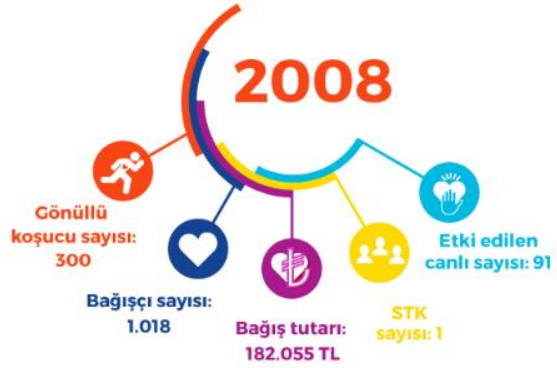 2008
Gönüllü
koşucu sayısı:
300
Bağışçı sayısı:
1.018
Bağış tutarı:
182.055 TL
STK
sayısı: 1
Etki edilen
canlı sayısı: 91